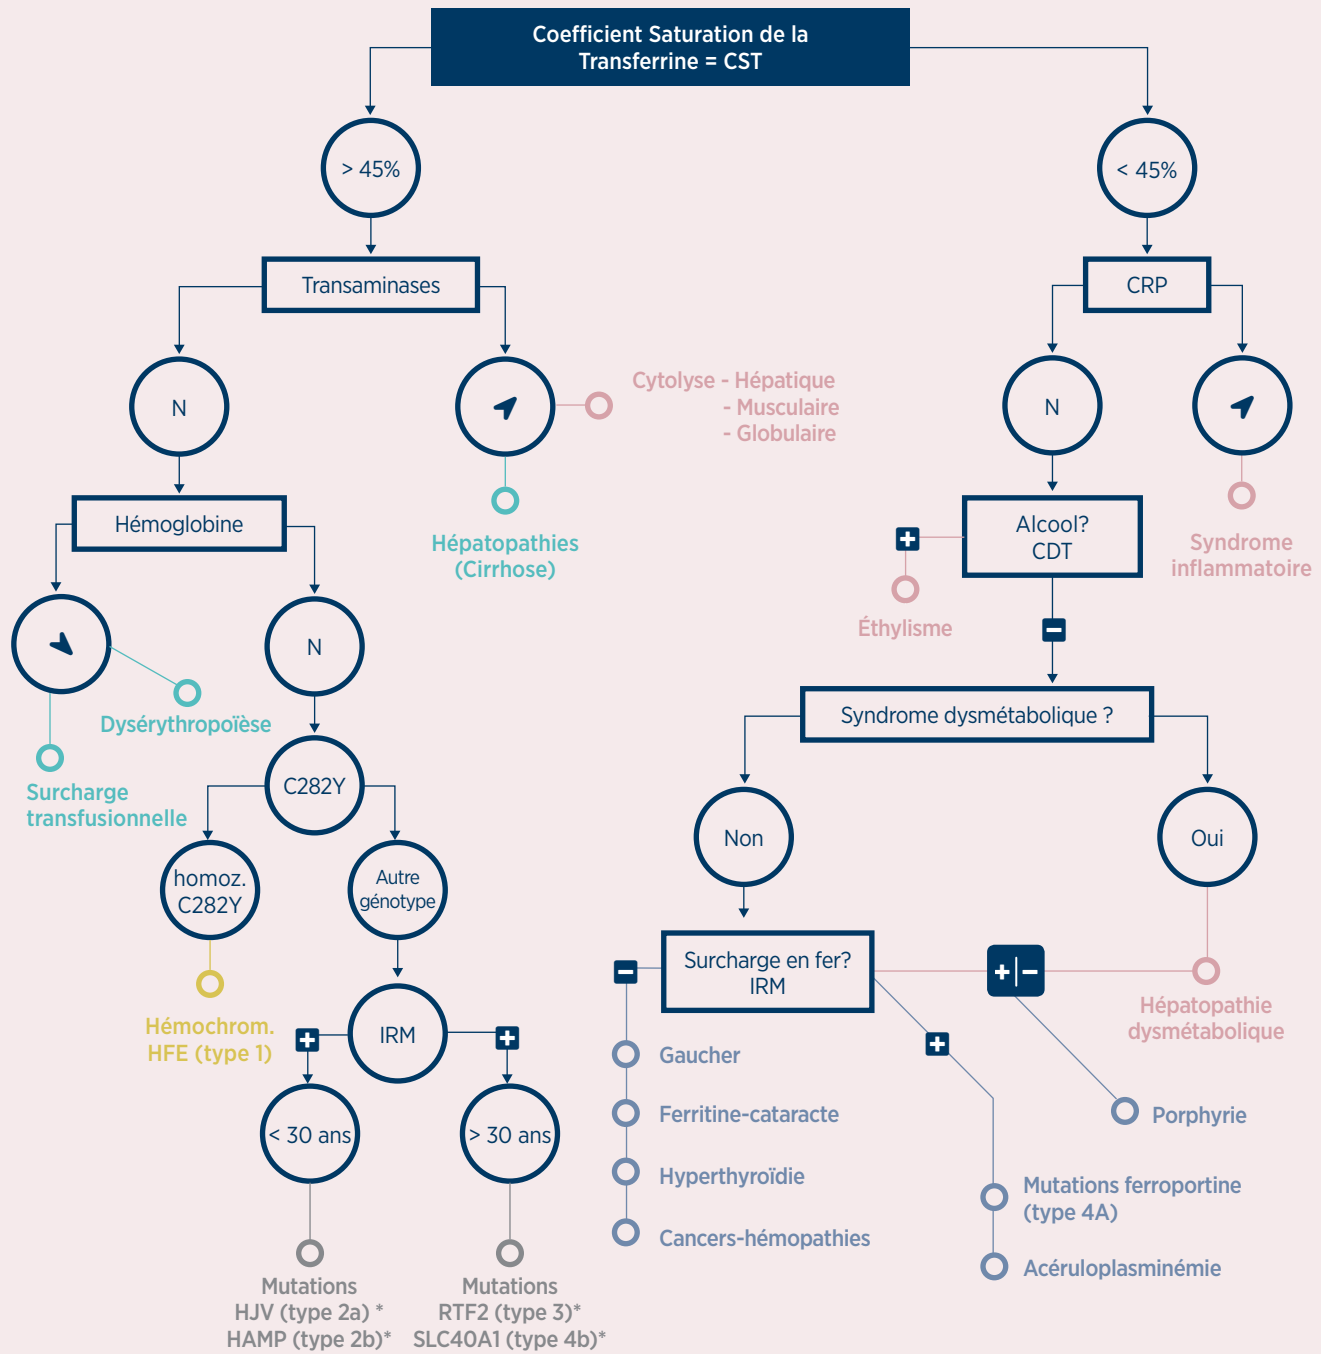 Coefficient Saturation de la
Transferrine = CST
> 45%
< 45%
Transaminases
CRP
N
Cytolyse - Hépatique
- Musculaire
- Globulaire
N
Hémoglobine
Hépatopathies
(Cirrhose)
Alcool?
CDT
+
Syndrome
inflammatoire
Éthylisme
−
N
Dysérythropoïèse
Surcharge
transfusionnelle
Syndrome dysmétabolique ?
C282Y
Non
Oui
homoz.
C282Y
Autre
génotype
Hémochrom.
HFE (type 1)
IRM
+
+
< 30 ans
> 30 ans
Mutations
HJV (type 2a) *
HAMP (type 2b)*
Mutations
RTF2 (type 3)*
SLC40A1 (type 4b)*
Surcharge en fer?
IRM
−
+|−
Hépatopathie
dysmétabolique
+
Gaucher
Ferritine-cataracte
Hyperthyroïdie
Cancers-hémopathies
Porphyrie
Mutations ferroportine
(type 4A)
Acéruloplasminémie